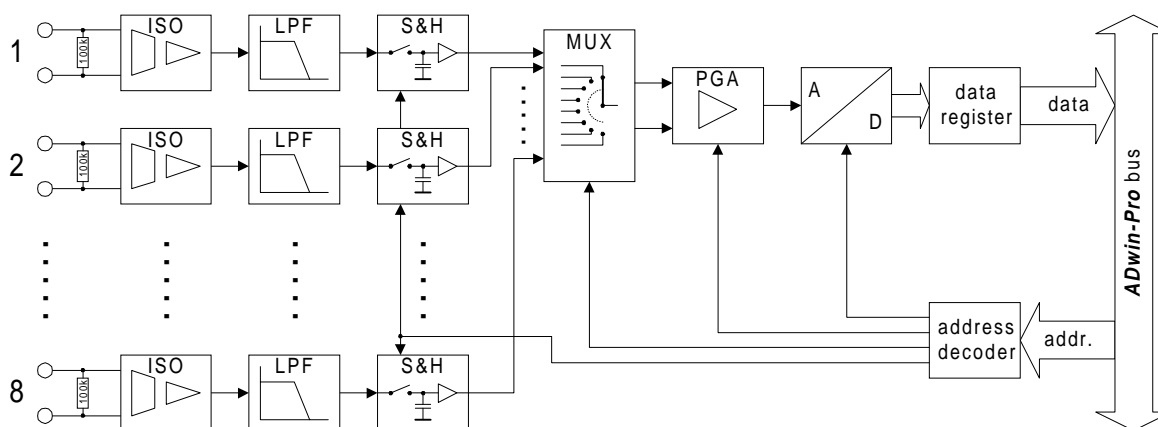 1
100k
ISO
LPF
S&H
MUX
PGA
A
D
data
register
data
2
100k
ISO
LPF
S&H
ADwin-Pro bus
8
100k
ISO
LPF
S&H
address
decoder
addr.